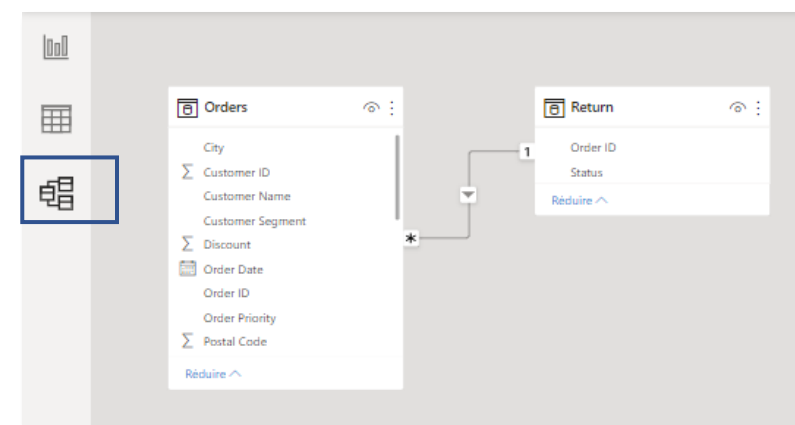 Orders
City
Customer ID
Customer Name
Customer Segment
Discount
Order Date
Order ID
Order Priority
Postal Code
Réduire
*
1
Return
Order ID
Status
Réduire